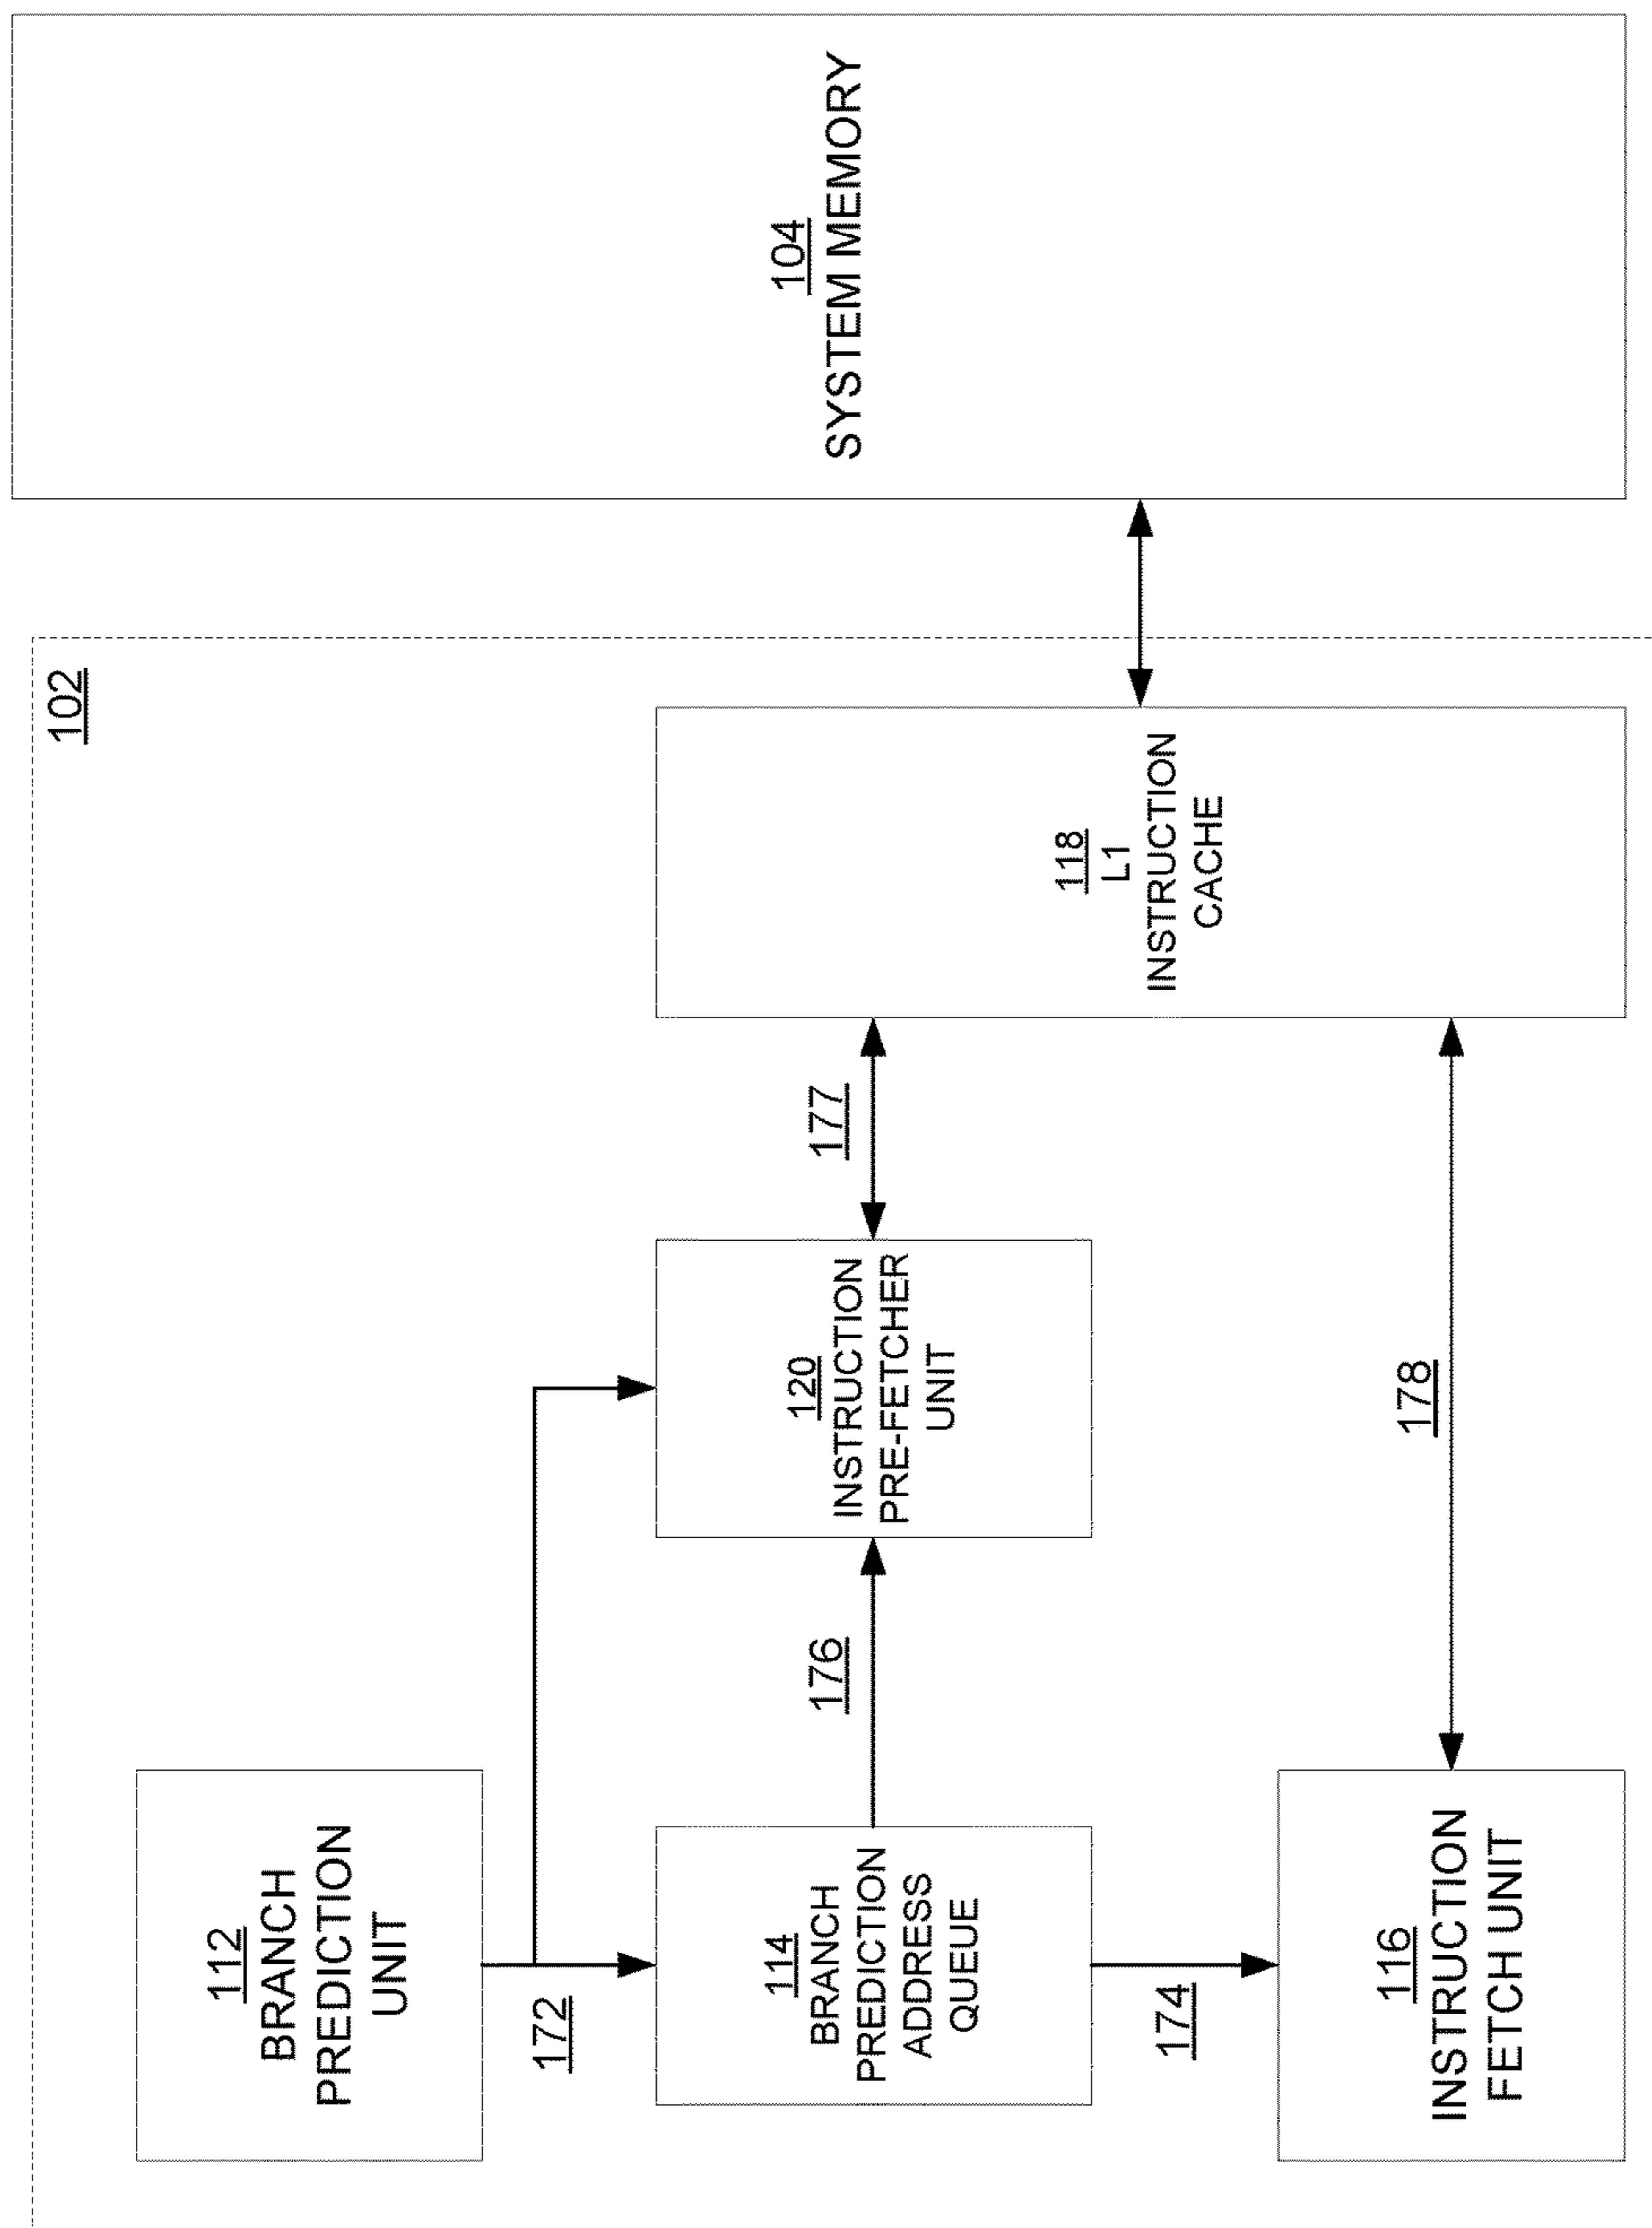 102
112
BRANCH
PREDICTION
UNIT
172
114
BRANCH
PREDICTION
ADDRESS
QUEUE
176
120
INSTRUCTION
PRE-FETCHER
UNIT
177
118
L1
INSTRUCTION
CACHE
104
SYSTEM MEMORY
174
116
INSTRUCTION
FETCH UNIT
178